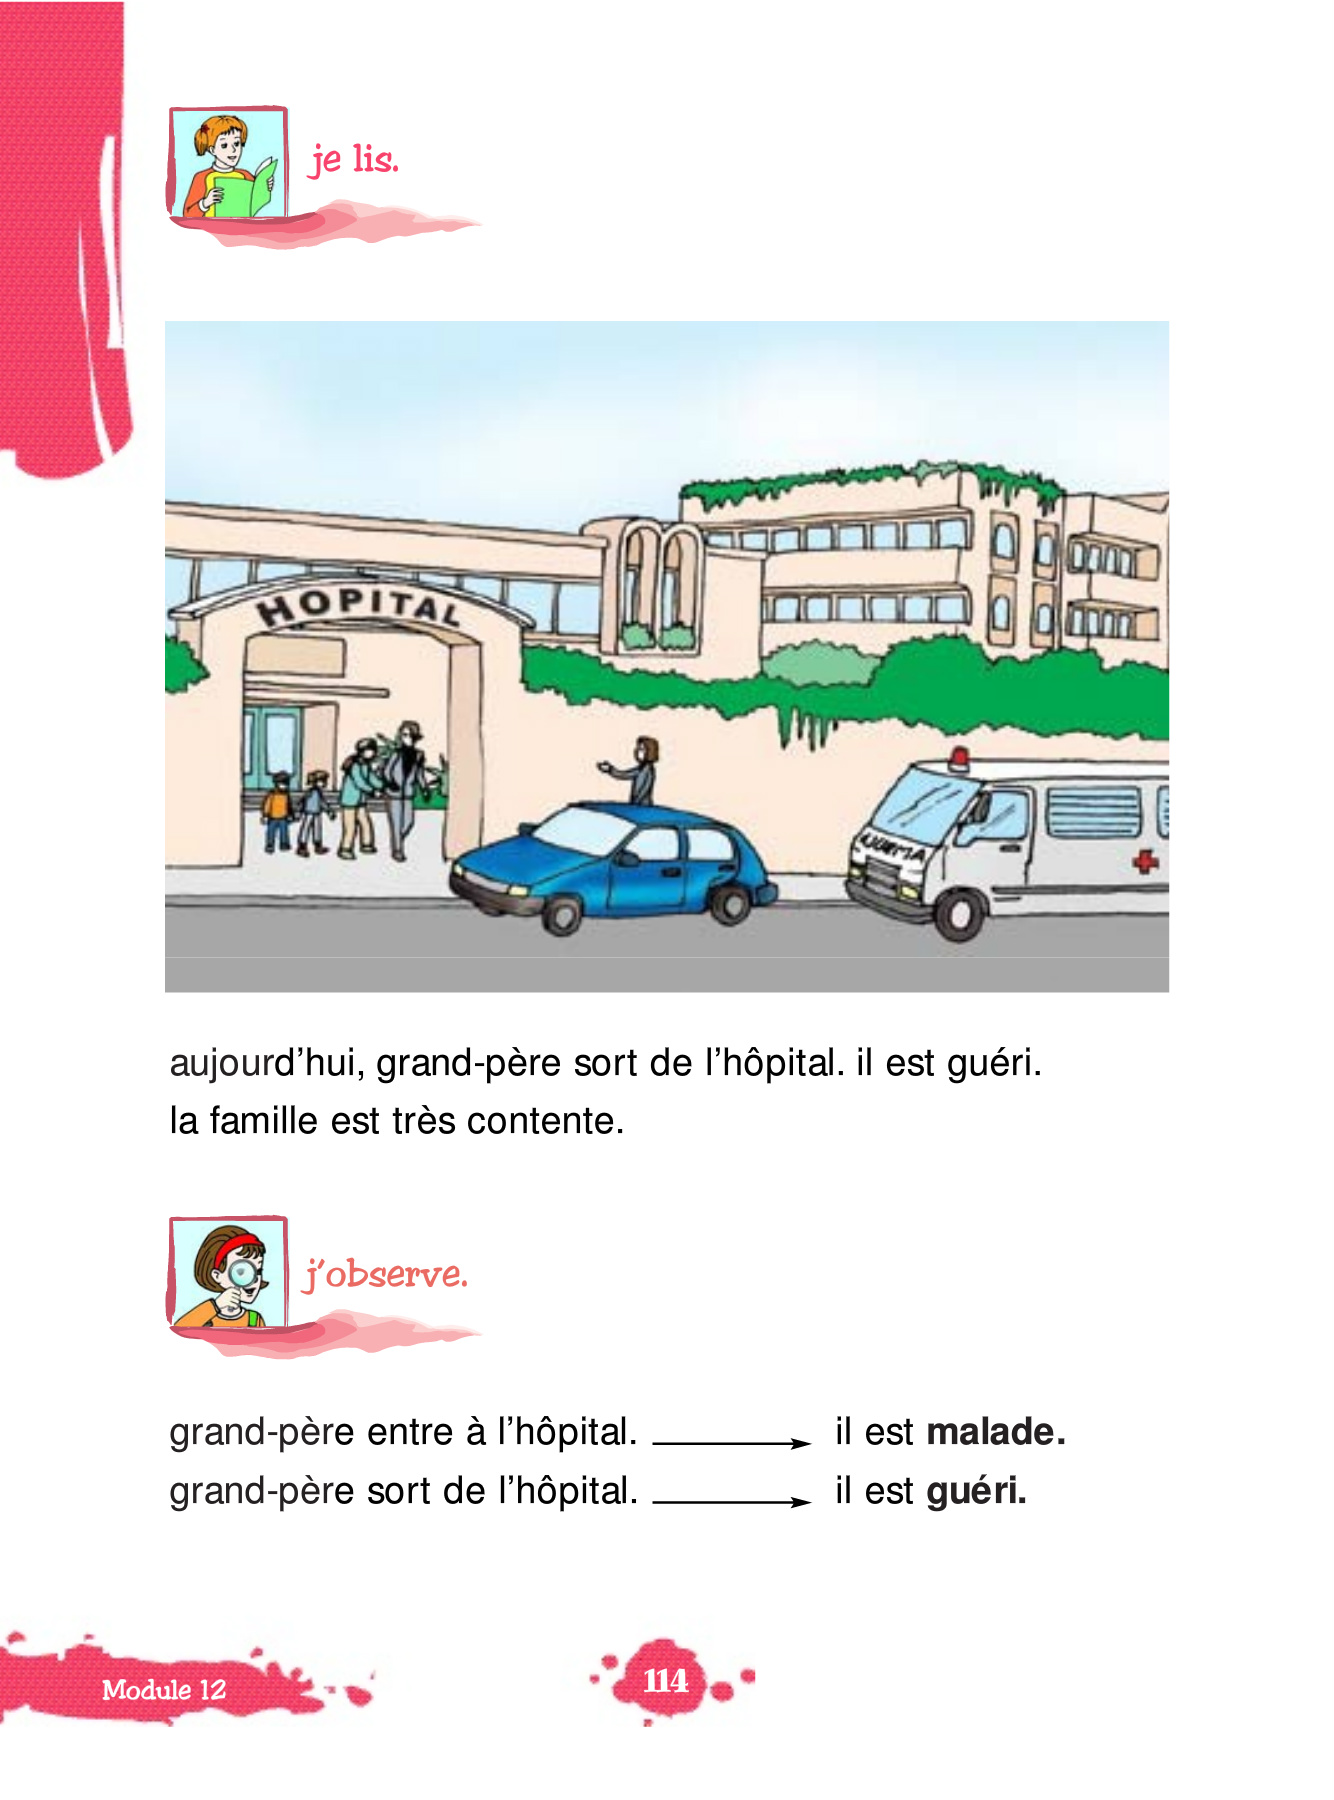 je lis.
HOPITAL
aujourd’hui, grand-père sort de l’hôpital. il est guéri.
la famille est très contente.
j’observe.
grand-père entre à l’hôpital. il est malade.
grand-père sort de l’hôpital. il est guéri.
Module 12
114